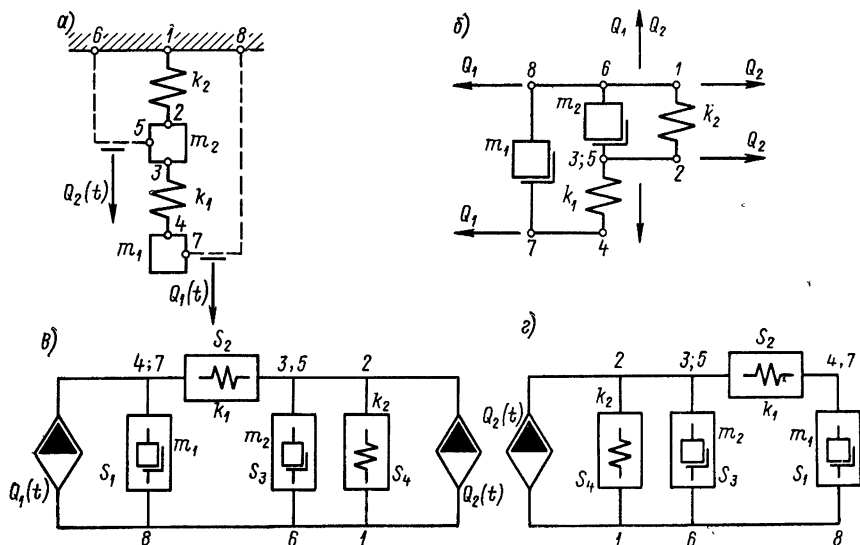 а)
6 1 8
k₂
2
5
m₂
3
Q₂(t)
k₁
4
m₁
7
Q₁(t)
б)
Q₁ Q₂
Q₁ 8 6 1 Q₂
m₂
k₂
m₁
3;5 2 Q₂
k₁
Q₁
7 4
в)
S₂
4;7 3,5 2
k₁
k₂
m₁ m₂
S₁ S₃ S₄
Q₁(t) Q₂(t)
8 6 1
г)
S₂
2 3;5 4,7
Q₂(t)
k₂
k₁
m₂ m₁
S₄ S₃ S₁
1 6 8